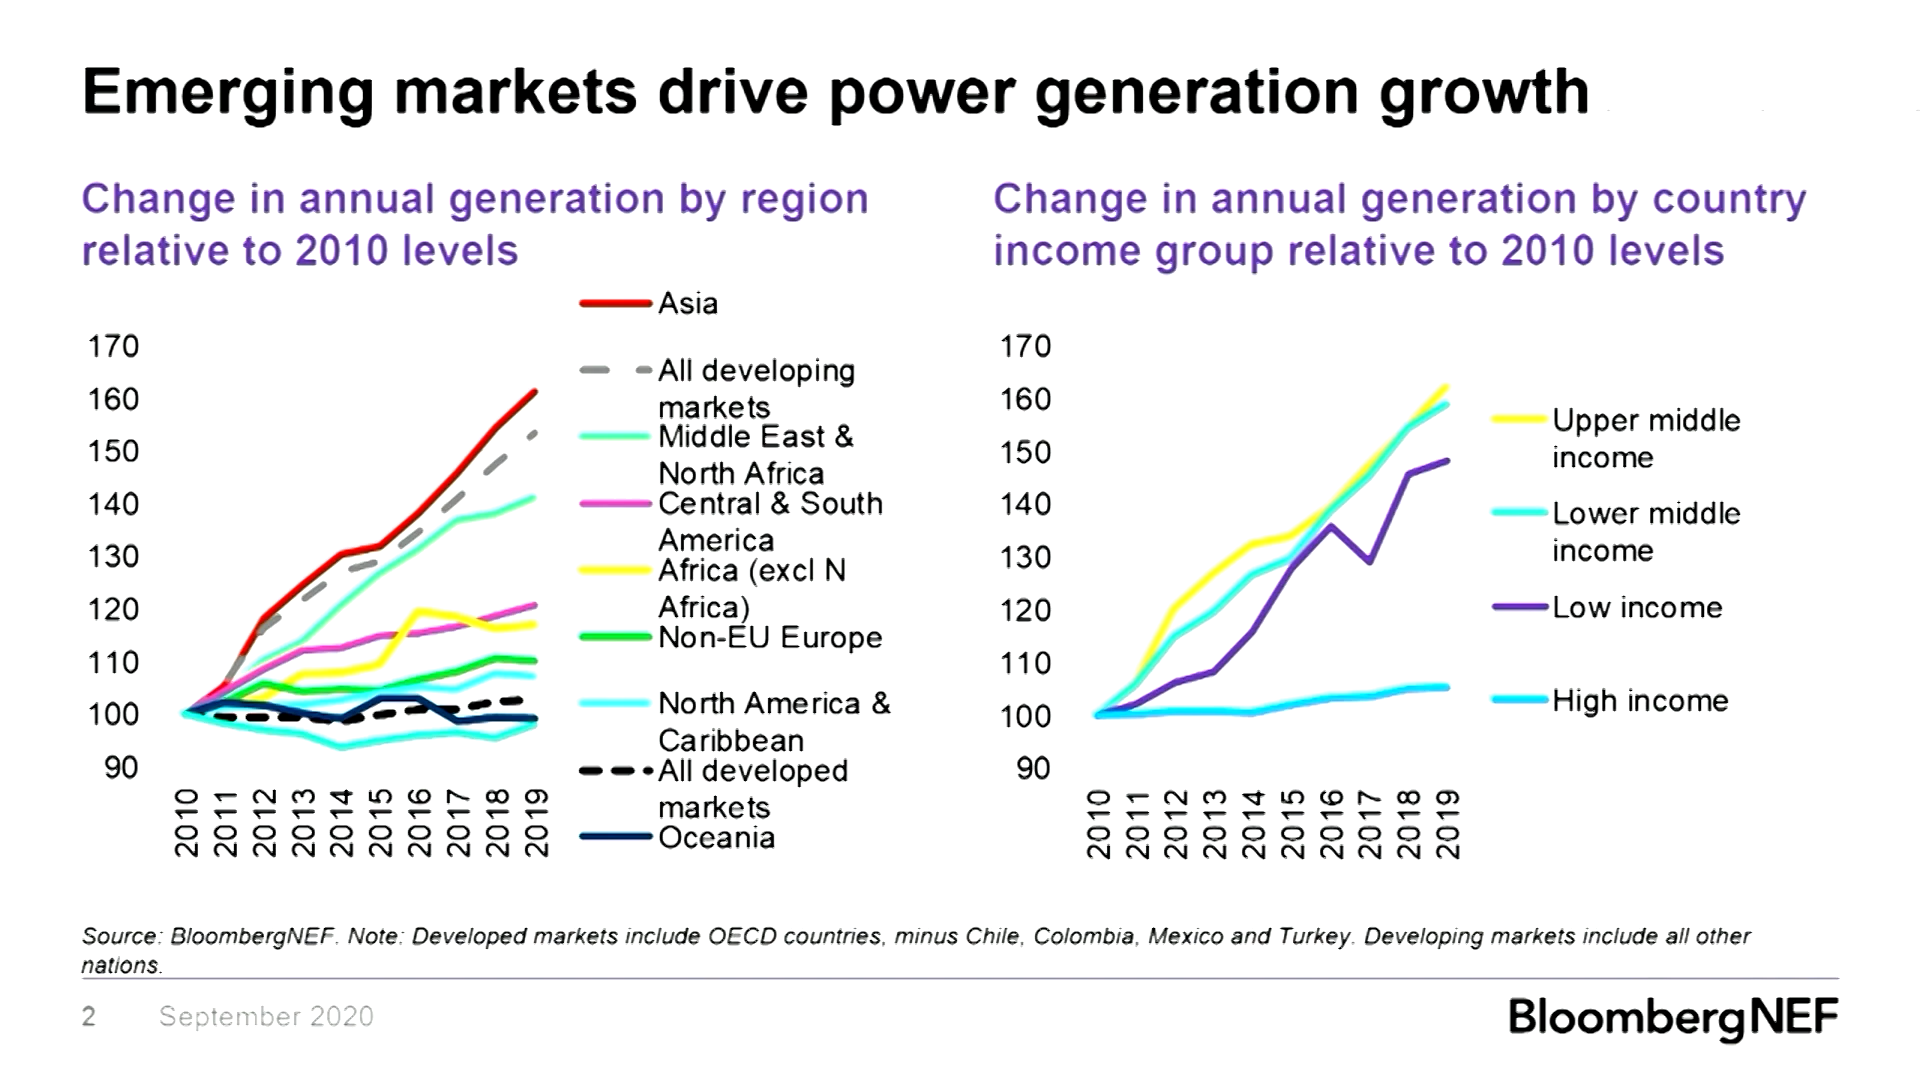 Emerging markets drive power generation growth
Change in annual generation by region
relative to 2010 levels
Asia
170
160
150
140
130
120
110
100
90
2010
2011
2012
2013
2014
2015
2016
2017
2018
2019
All developing
markets
Middle East &
North Africa
Central & South
America
Africa (excl N
Africa)
Non-EU Europe
North America &
Caribbean
All developed
markets
Oceania
Change in annual generation by country
income group relative to 2010 levels
170
160
150
140
130
120
110
100
90
2010
2011
2012
2013
2014
2015
2016
2017
2018
2019
Upper middle
income
Lower middle
income
Low income
High income
Source: BloombergNEF. Note: Developed markets include OECD countries, minus Chile, Colombia, Mexico and Turkey. Developing markets include all other
nations.
2 September 2020
BloombergNEF